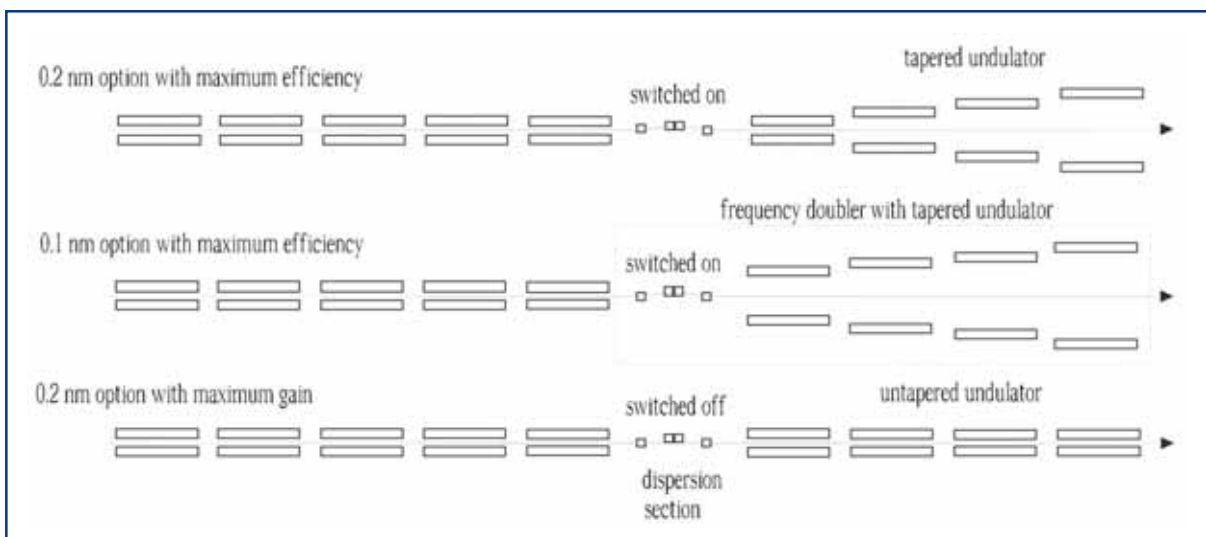 0.2 nm option with maximum efficiency
switched on
tapered undulator
0.1 nm option with maximum efficiency
switched on
frequency doubler with tapered undulator
0.2 nm option with maximum gain
switched off
untapered undulator
dispersion
section